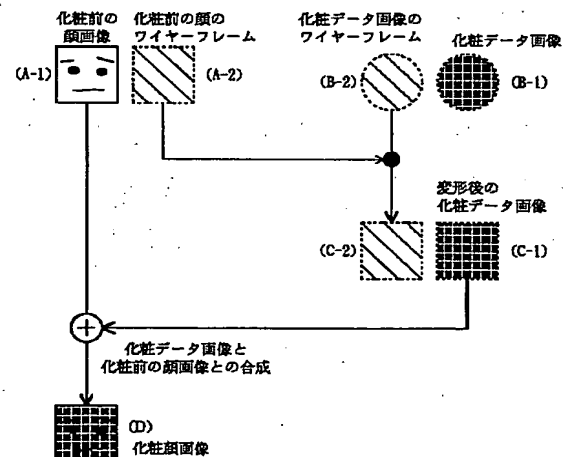 化粧前の
顔画像
(A-1)
化粧前の顔の
ワイヤーフレーム
(A-2)
化粧データ画像の
ワイヤーフレーム
(B-2)
化粧データ画像
(B-1)
変形後の
化粧データ画像
(C-2)
(C-1)
化粧データ画像と
化粧前の顔画像との合成
(D)
化粧顔画像